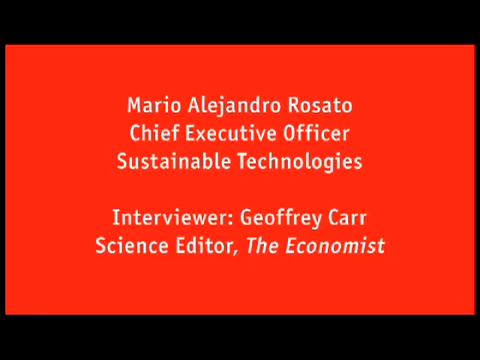 Mario Alejandro Rosato
Chief Executive Officer
Sustainable Technologies
Interviewer: Geoffrey Carr
Science Editor, The Economist